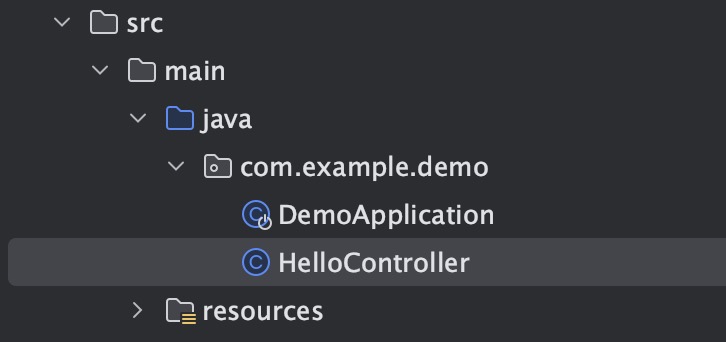 src
main
java
com.example.demo
DemoApplication
HelloController
resources